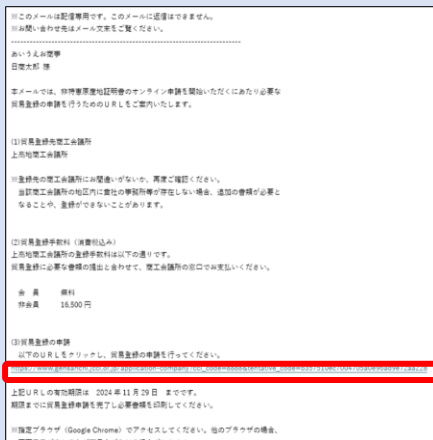 ※このメールは配信専用です。このメールに返信はできません。
※お問い合わせ先はメール文末をご覧ください。
------------------------------------------------------------
あいうえお商事
日商太郎 様
本メールでは、非特恵原産地証明書のオンライン申請を開始いただくにあたり必要な
貿易登録の申請を行うためのURLをご案内いたします。
(1)貿易登録先商工会議所
上高地商工会議所
※登録先の商工会議所にお間違いがないか、再度ご確認ください。
当該商工会議所の地区内に貴社の事務所等が存在しない場合、追加の書類が必要と
なることや、登録ができないことがあります。
(2)貿易登録手数料（消費税込み）
上高地商工会議所の登録手数料は以下の通りです。
貿易登録に必要な書類の提出と合わせて、商工会議所の窓口でお支払いください。
会 員 無料
非会員 16,500 円
(3)貿易登録の申請
以下のURLをクリックし、貿易登録の申請を行ってください。
上記URLの有効期限は 2024 年 11 月 29 日 までです。
期限までに貿易登録申請を完了し必要書類を印刷してください。
※指定ブラウザ（Google Chrome）でアクセスしてください。他のブラウザの場合、